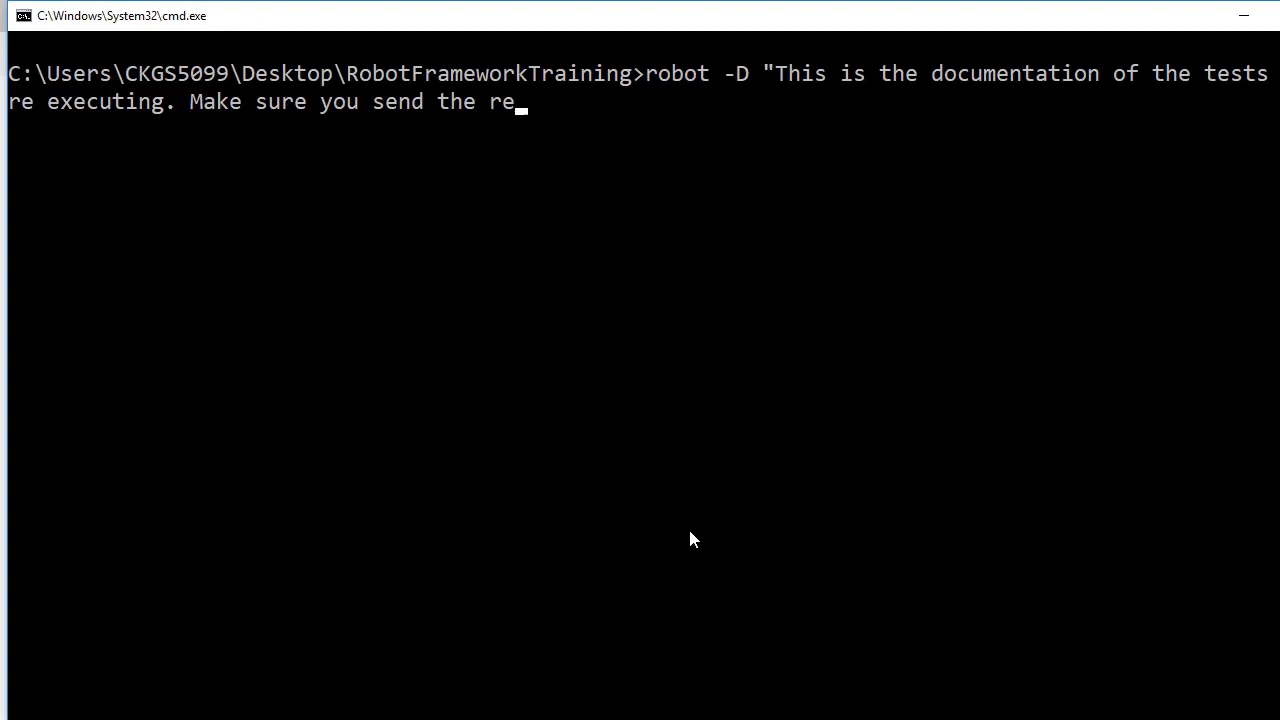 C:\Windows\System32\cmd.exe
C:\Users\CKGS5099\Desktop\RobotFrameworkTraining>robot -D "This is the documentation of the tests
re executing. Make sure you send the re